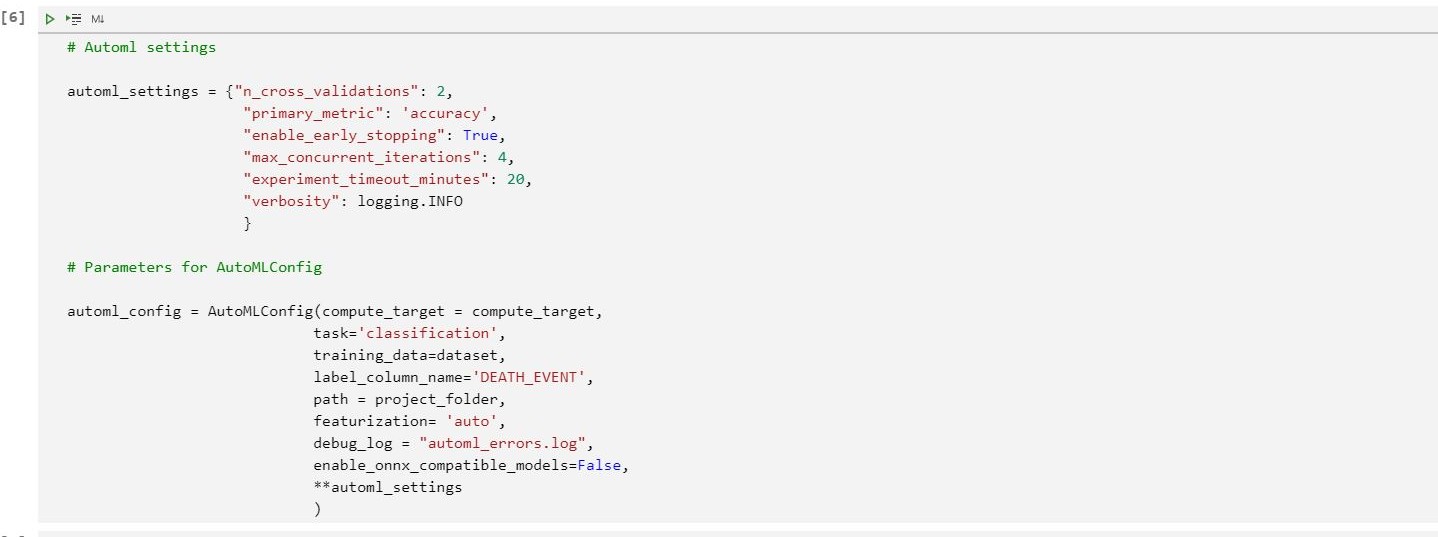 [6] M↓
# Automl settings
automl_settings = {"n_cross_validations": 2,
"primary_metric": 'accuracy',
"enable_early_stopping": True,
"max_concurrent_iterations": 4,
"experiment_timeout_minutes": 20,
"verbosity": logging.INFO
}
# Parameters for AutoMLConfig
automl_config = AutoMLConfig(compute_target = compute_target,
task='classification',
training_data=dataset,
label_column_name='DEATH_EVENT',
path = project_folder,
featurization= 'auto',
debug_log = "automl_errors.log",
enable_onnx_compatible_models=False,
**automl_settings
)